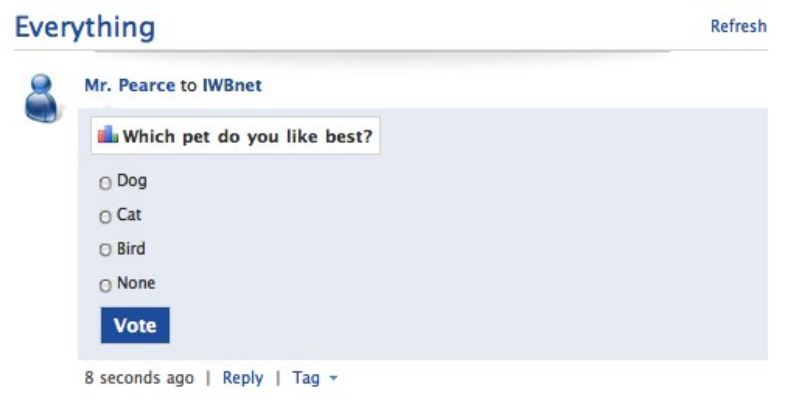 Everything
Refresh
Mr. Pearce to IWBnet
Which pet do you like best?
Dog
Cat
Bird
None
Vote
8 seconds ago | Reply | Tag